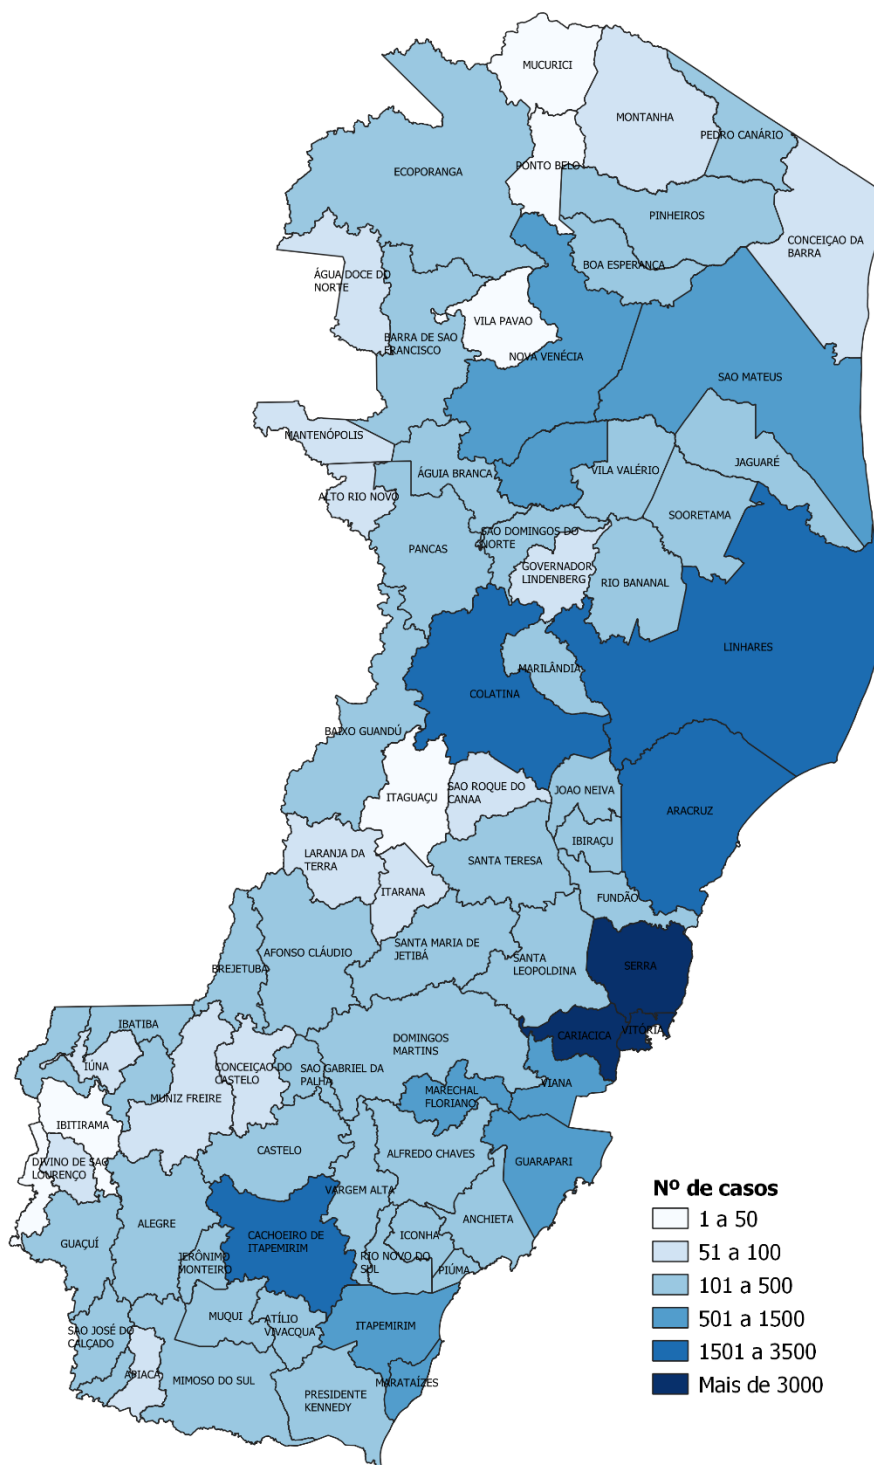 MUCURICI
MONTANHA
PEDRO CANÁRIO
PONTO BELO
ECOPORANGA
PINHEIROS
CONCEIÇAO DA
BARRA
BOA ESPERANÇA
ÁGUA DOCE DO
NORTE
VILA PAVAO
BARRA DE SAO
FRANCISCO
NOVA VENÉCIA
SAO MATEUS
MANTENÓPOLIS
ÁGUIA BRANCA
VILA VALÉRIO
JAGUARÉ
ALTO RIO NOVO
SOORETAMA
SAO DOMINGOS DO
NORTE
PANCAS
GOVERNADOR
LINDENBERG
RIO BANANAL
LINHARES
MARILÂNDIA
COLATINA
BAIXO GUANDÚ
SAO ROQUE DO
CANAA
JOAO NEIVA
ITAGUAÇU
ARACRUZ
IBIRAÇU
LARANJA DA
TERRA
SANTA TERESA
ITARANA
FUNDÃO
SANTA MARIA DE
JETIBÁ
AFONSO CLÁUDIO
SANTA
LEOPOLDINA
SERRA
BREJETUBA
IBATIBA
VITÓRIA
CARIACICA
DOMINGOS
MARTINS
IÚNA
CONCEIÇAO DO
CASTELO
SAO GABRIEL DA
PALHA
VIANA
MARECHAL
FLORIANO
MUNIZ FREIRE
IBITIRAMA
CASTELO
ALFREDO CHAVES
GUARAPARI
DIVINO DE SAO
LOURENÇO
VARGEM ALTA
ANCHIETA
ALEGRE
CACHOEIRO DE
ITAPEMIRIM
ICONHA
GUAÇUÍ
JERÔNIMO
MONTEIRO
RIO NOVO DO
SUL
PIÚMA
MUQUI
ATÍLIO
VIVACQUA
ITAPEMIRIM
SAO JOSÉ DO
CALÇADO
APIACÁ
MIMOSO DO SUL
MARATAÍZES
PRESIDENTE
KENNEDY
Nº de casos
1 a 50
51 a 100
101 a 500
501 a 1500
1501 a 3500
Mais de 3000